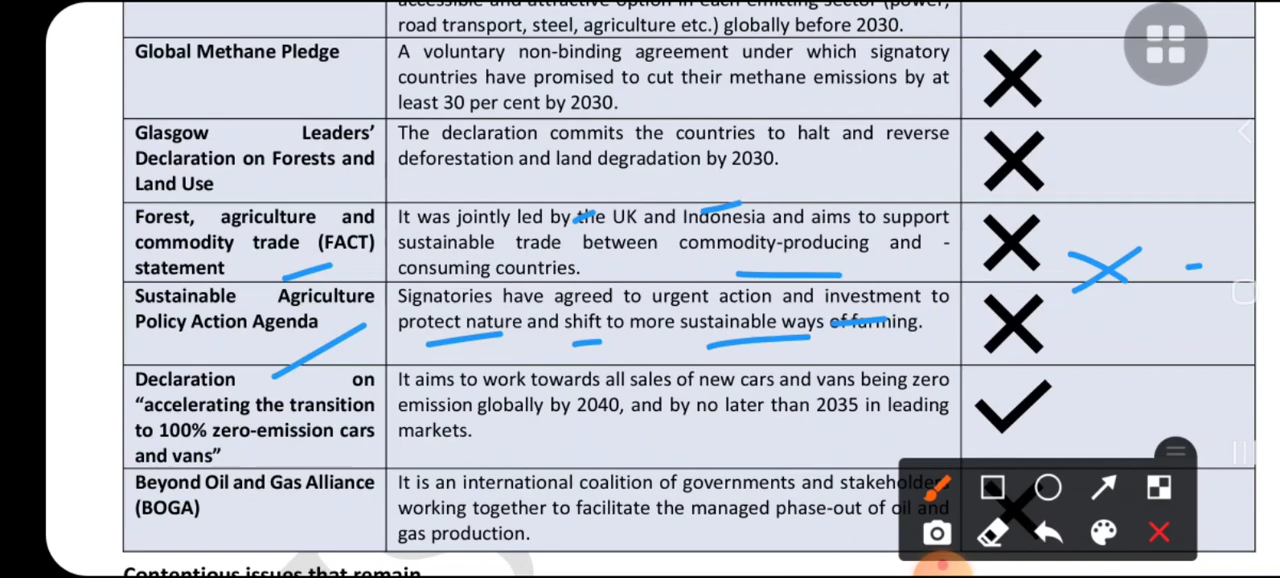 accessible and attractive option in each emitting sector (power,
road transport, steel, agriculture etc.) globally before 2030.
Global Methane Pledge
A voluntary non-binding agreement under which signatory
countries have promised to cut their methane emissions by at
least 30 per cent by 2030.
Glasgow Leaders’
Declaration on Forests and
Land Use
The declaration commits the countries to halt and reverse
deforestation and land degradation by 2030.
Forest, agriculture and
commodity trade (FACT)
statement
It was jointly led by the UK and Indonesia and aims to support
sustainable trade between commodity-producing and -
consuming countries.
Sustainable Agriculture
Policy Action Agenda
Signatories have agreed to urgent action and investment to
protect nature and shift to more sustainable ways of farming.
Declaration on
“accelerating the transition
to 100% zero-emission cars
and vans”
It aims to work towards all sales of new cars and vans being zero
emission globally by 2040, and by no later than 2035 in leading
markets.
Beyond Oil and Gas Alliance
(BOGA)
It is an international coalition of governments and stakeholders
working together to facilitate the managed phase-out of oil and
gas production.
Contentious issues that remain